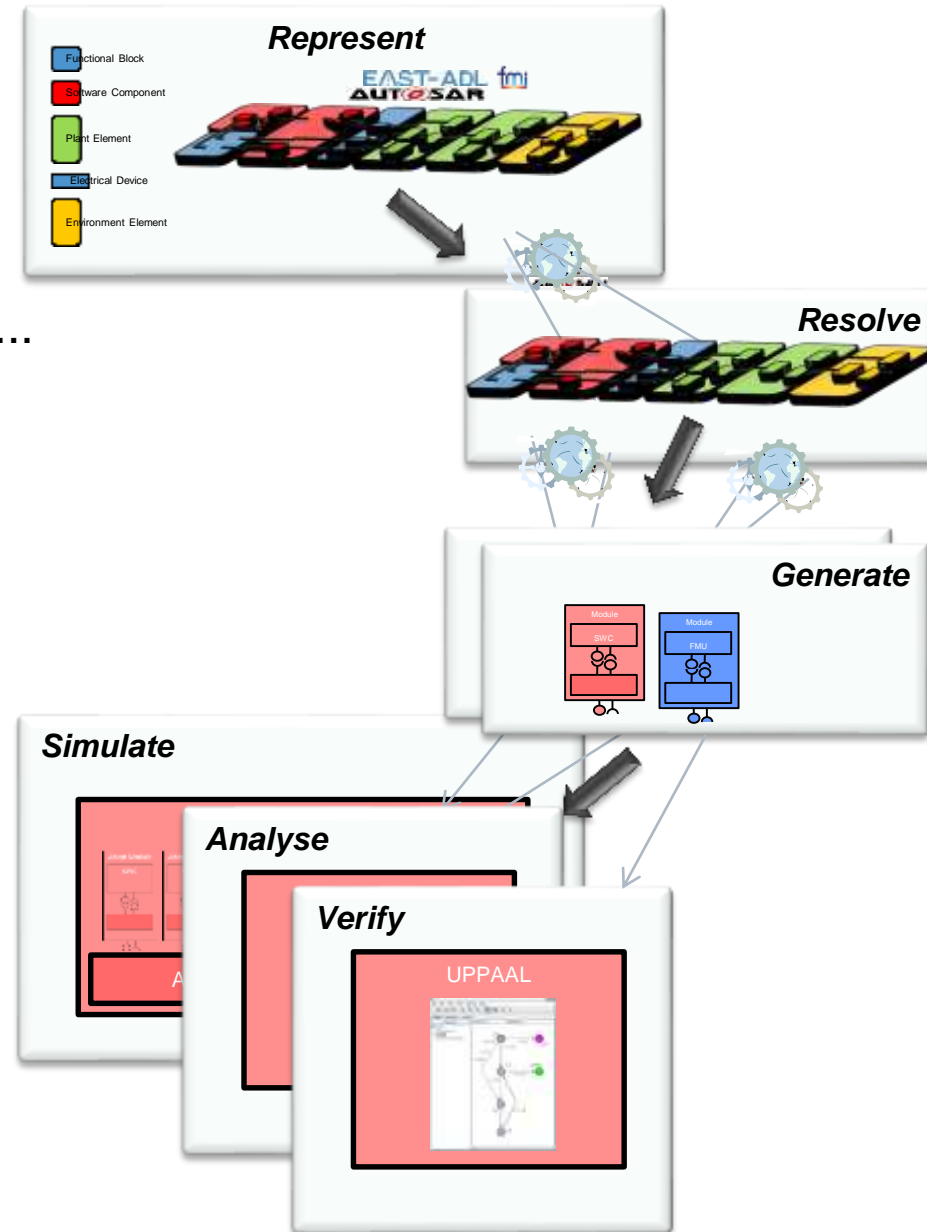 Represent
Functional Block
Software Component
Plant Element
Electrical Device
Environment Element
EAST-ADL fmi
AUTOSAR
...
Resolve
Generate
Module
SWC
Module
FMU
Simulate
SWC
A
Analyse
Verify
UPPAAL